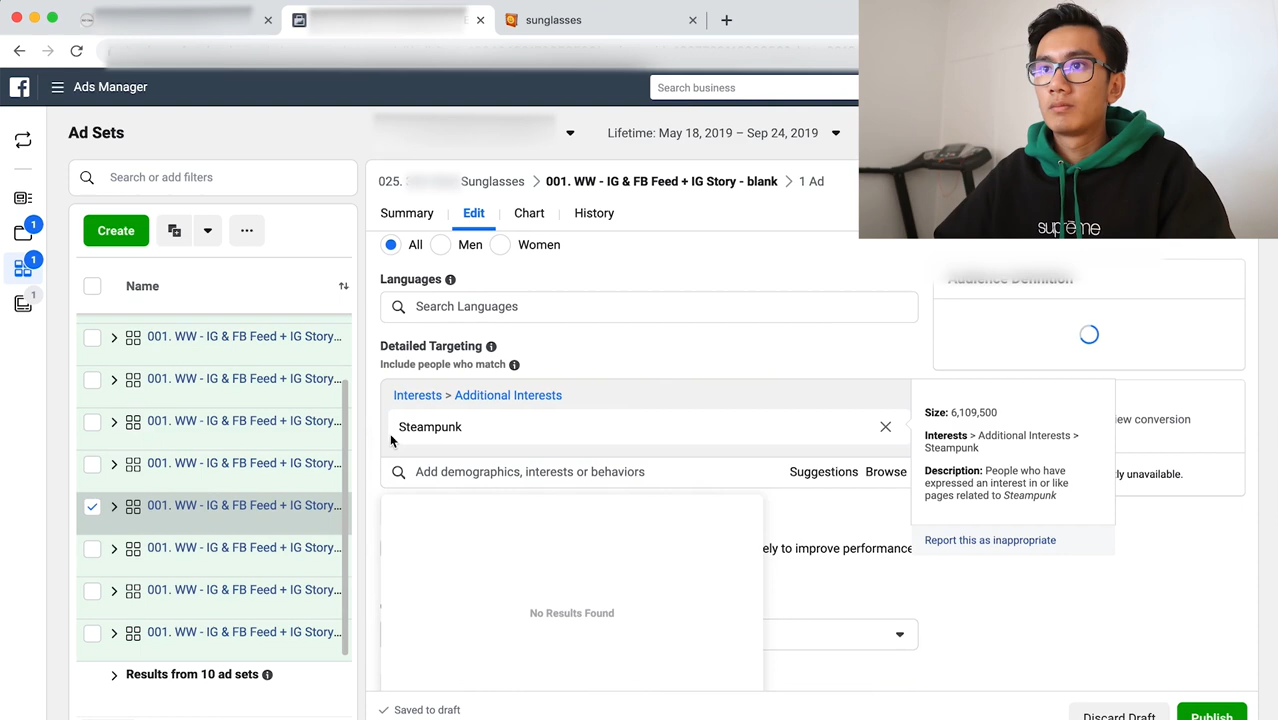 sunglasses
Ads Manager
Search business
Ad Sets
Lifetime: May 18, 2019 – Sep 24, 2019
Search or add filters
025.
Sunglasses
001. WW - IG & FB Feed + IG Story - blank
1 Ad
Create
Summary
Edit
Chart
History
suprēme
1
1
1
All
Men
Women
Name
Languages
Search Languages
Detailed Targeting
Include people who match
001. WW - IG & FB Feed + IG Story...
001. WW - IG & FB Feed + IG Story...
001. WW - IG & FB Feed + IG Story...
001. WW - IG & FB Feed + IG Story...
001. WW - IG & FB Feed + IG Story...
001. WW - IG & FB Feed + IG Story...
001. WW - IG & FB Feed + IG Story...
001. WW - IG & FB Feed + IG Story...
Results from 10 ad sets
Interests > Additional Interests
Steampunk
Add demographics, interests or behaviors
Suggestions
Browse
Size: 6,109,500
Interests > Additional Interests >
Steampunk
Description: People who have
expressed an interest in or like
pages related to Steampunk
Report this as inappropriate
Audience Definition
conversion
unavailable.
to improve performance
No Results Found
Saved to draft
Discard Draft
Publish